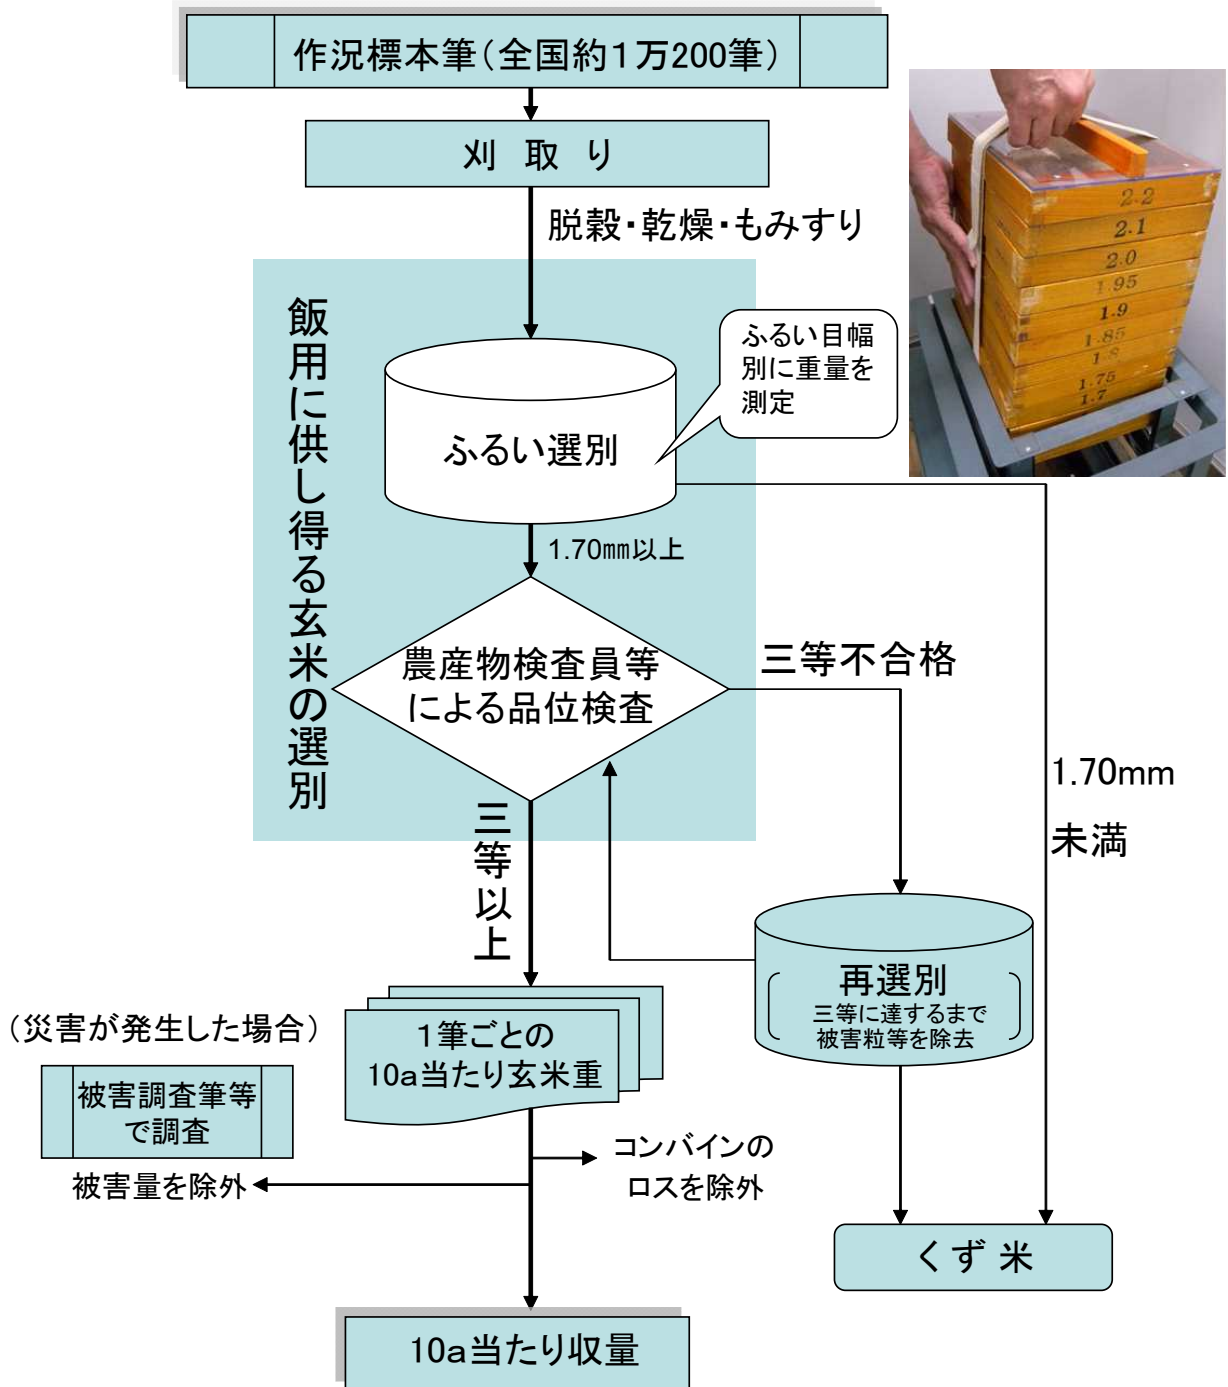 作況標本筆(全国約1万200筆)
刈取り
脱穀・乾燥・もみすり
飯用に供し得る玄米の選別
ふるい目幅
別に重量を
測定
ふるい選別
2.2
2.1
2.0
1.95
1.9
1.85
1.8
1.75
1.7
1.70㎜以上
農産物検査員等
による品位検査
三等不合格
1.70mm
未満
三等以上
再選別
三等に達するまで
被害粒等を除去
1筆ごとの
10a当たり玄米重
(災害が発生した場合)
被害調査筆等
で調査
被害量を除外
コンバインの
ロスを除外
くず米
10a当たり収量